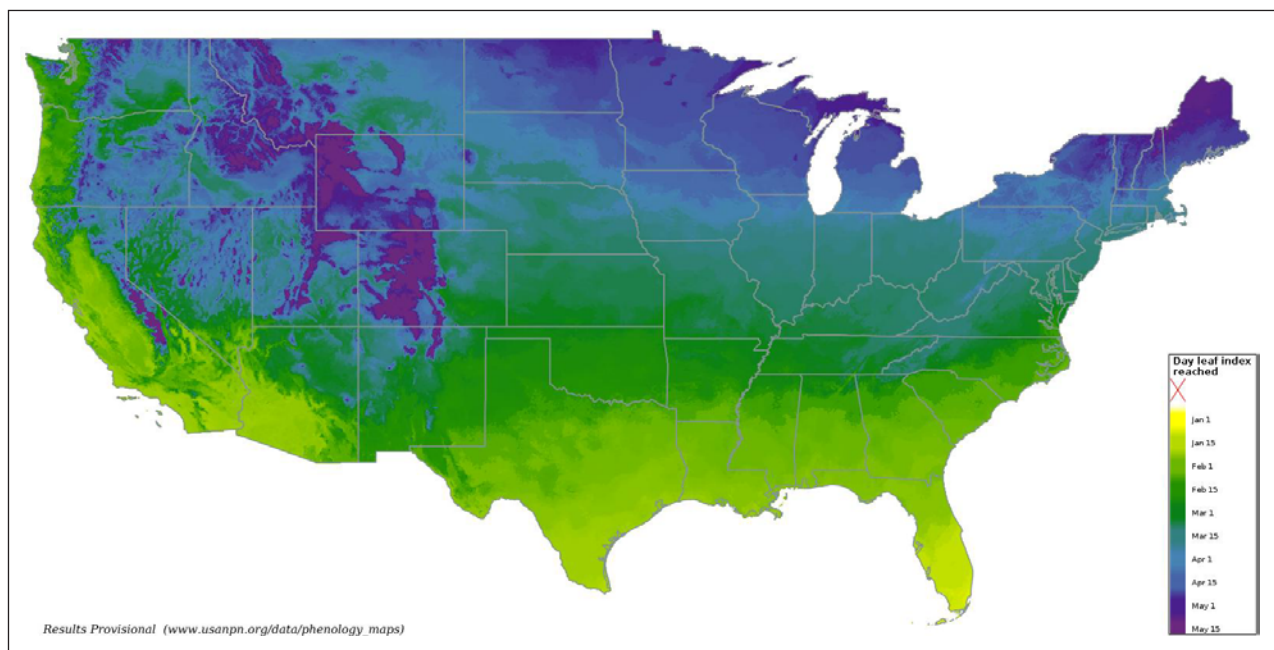 Day leaf index
reached
Jan 1
Jan 15
Feb 1
Feb 15
Mar 1
Mar 15
Apr 1
Apr 15
May 1
May 15
Results Provisional (www.usanpn.org/data/phenology_maps)